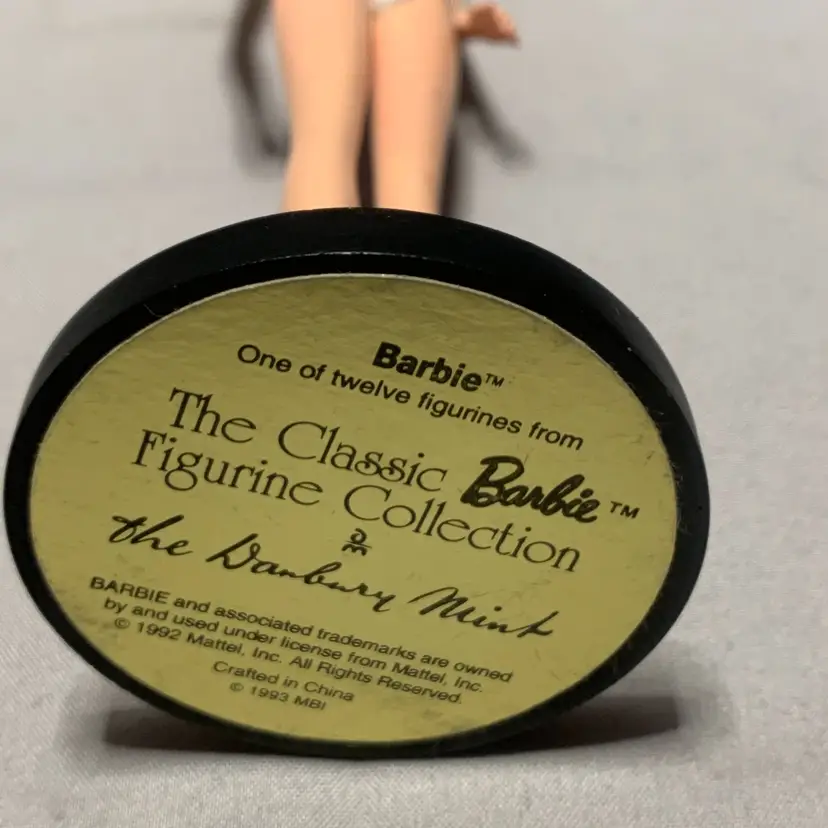 Barbie™
One of twelve figurines from
The Classic Barbie™
Figurine Collection
the Danbury Mint
BARBIE and associated trademarks are owned
by and used under license from Mattel, Inc.
© 1992 Mattel, Inc. All Rights Reserved.
Crafted in China
© 1993 MBI